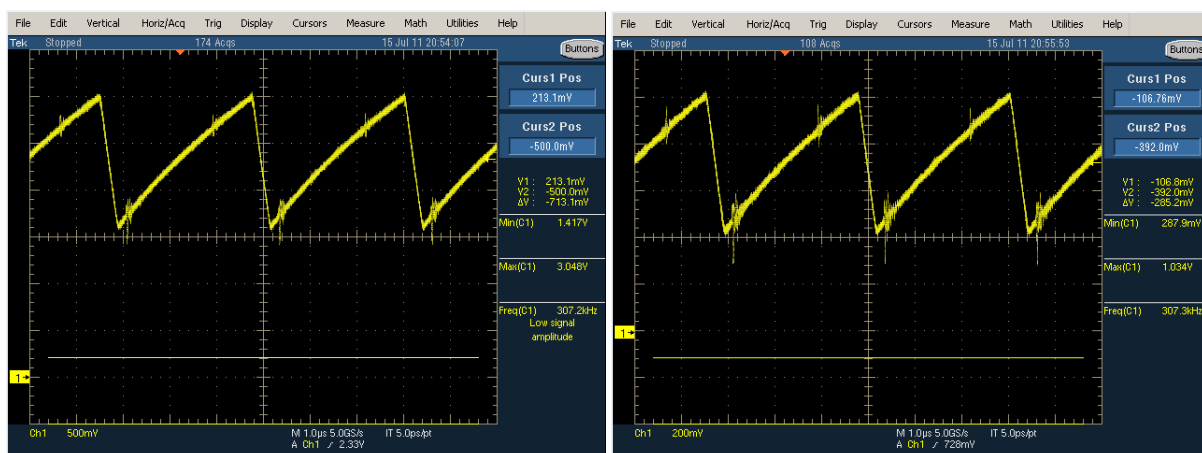 File Edit Vertical Horiz/Acq Trig Display Cursors Measure Math Utilities Help
Tek Stopped 174 Acqs 15 Jul 11 20:54:07
Buttons
Curs1 Pos
213.1mV
Curs2 Pos
-500.0mV
V1 : 213.1mV
V2 : -500.0mV
ΔV : -713.1mV
Min(C1) 1.417V
Max(C1) 3.048V
Freq(C1) 307.2kHz
Low signal
amplitude
1
Ch1 500mV M 1.0µs 5.0GS/s IT 5.0ps/pt
A Ch1 2.33V
File Edit Vertical Horiz/Acq Trig Display Cursors Measure Math Utilities Help
Tek Stopped 108 Acqs 15 Jul 11 20:55:53
Buttons
Curs1 Pos
-106.76mV
Curs2 Pos
-392.0mV
V1 : -106.8mV
V2 : -392.0mV
ΔV : -285.2mV
Min(C1) 287.9mV
Max(C1) 1.034V
Freq(C1) 307.3kHz
1
Ch1 200mV M 1.0µs 5.0GS/s IT 5.0ps/pt
A Ch1 728mV